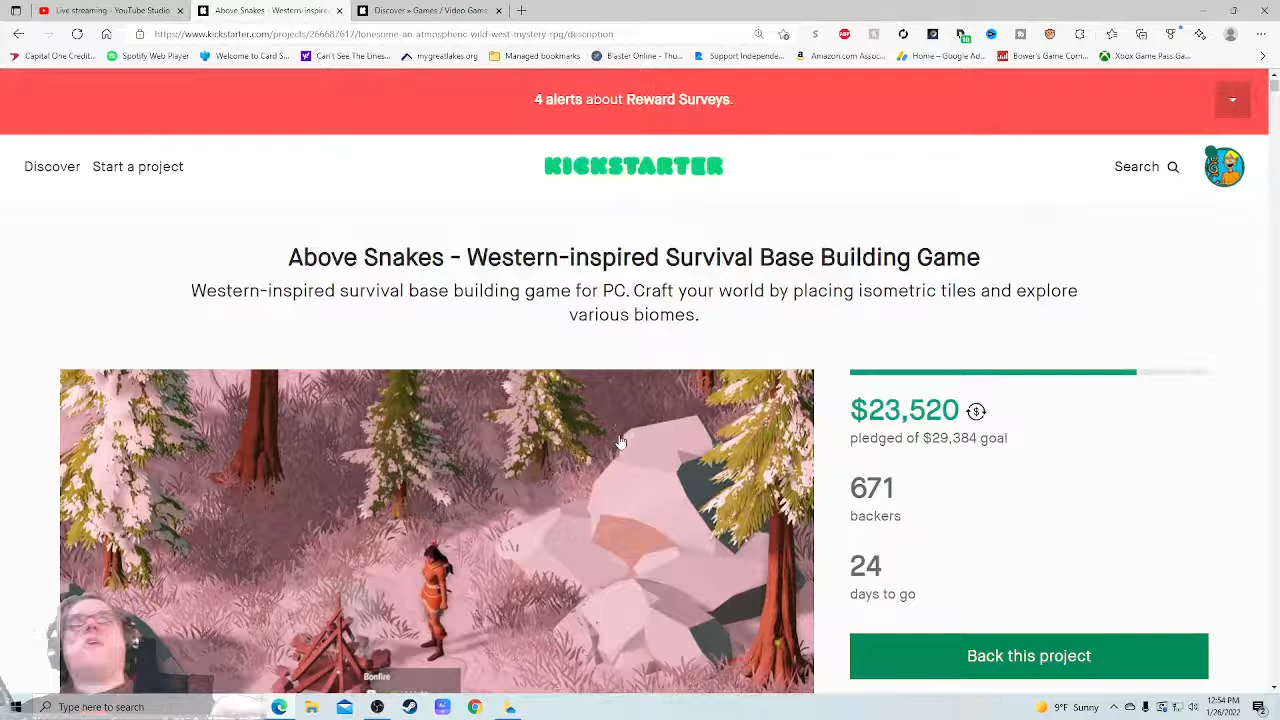 Live streaming - YouTube Studio
Above Snakes - Western-inspire
Discover » Games / Video Game
https://www.kickstarter.com/projects/266687617/lonesome-an-atmospheric-wild-west-mystery-rpg/description
Capital One Credit...
Spotify Web Player
Welcome to Card S...
Can't See the Lines...
mygreatlakes.org
Managed bookmarks
Blaster Online - Thu...
Support Independe...
Amazon.com Assoc...
Home – Google Ad...
Bower's Game Corn...
Xbox Game Pass Ga...
4 alerts about Reward Surveys.
Discover Start a project
KICKSTARTER
Search
Above Snakes - Western-inspired Survival Base Building Game
Western-inspired survival base building game for PC. Craft your world by placing isometric tiles and explore
various biomes.
$23,520
pledged of $29,384 goal
671
backers
24
days to go
Back this project
Bonfire
Type here to search
9°F Sunny
12:54 PM
1/26/2022